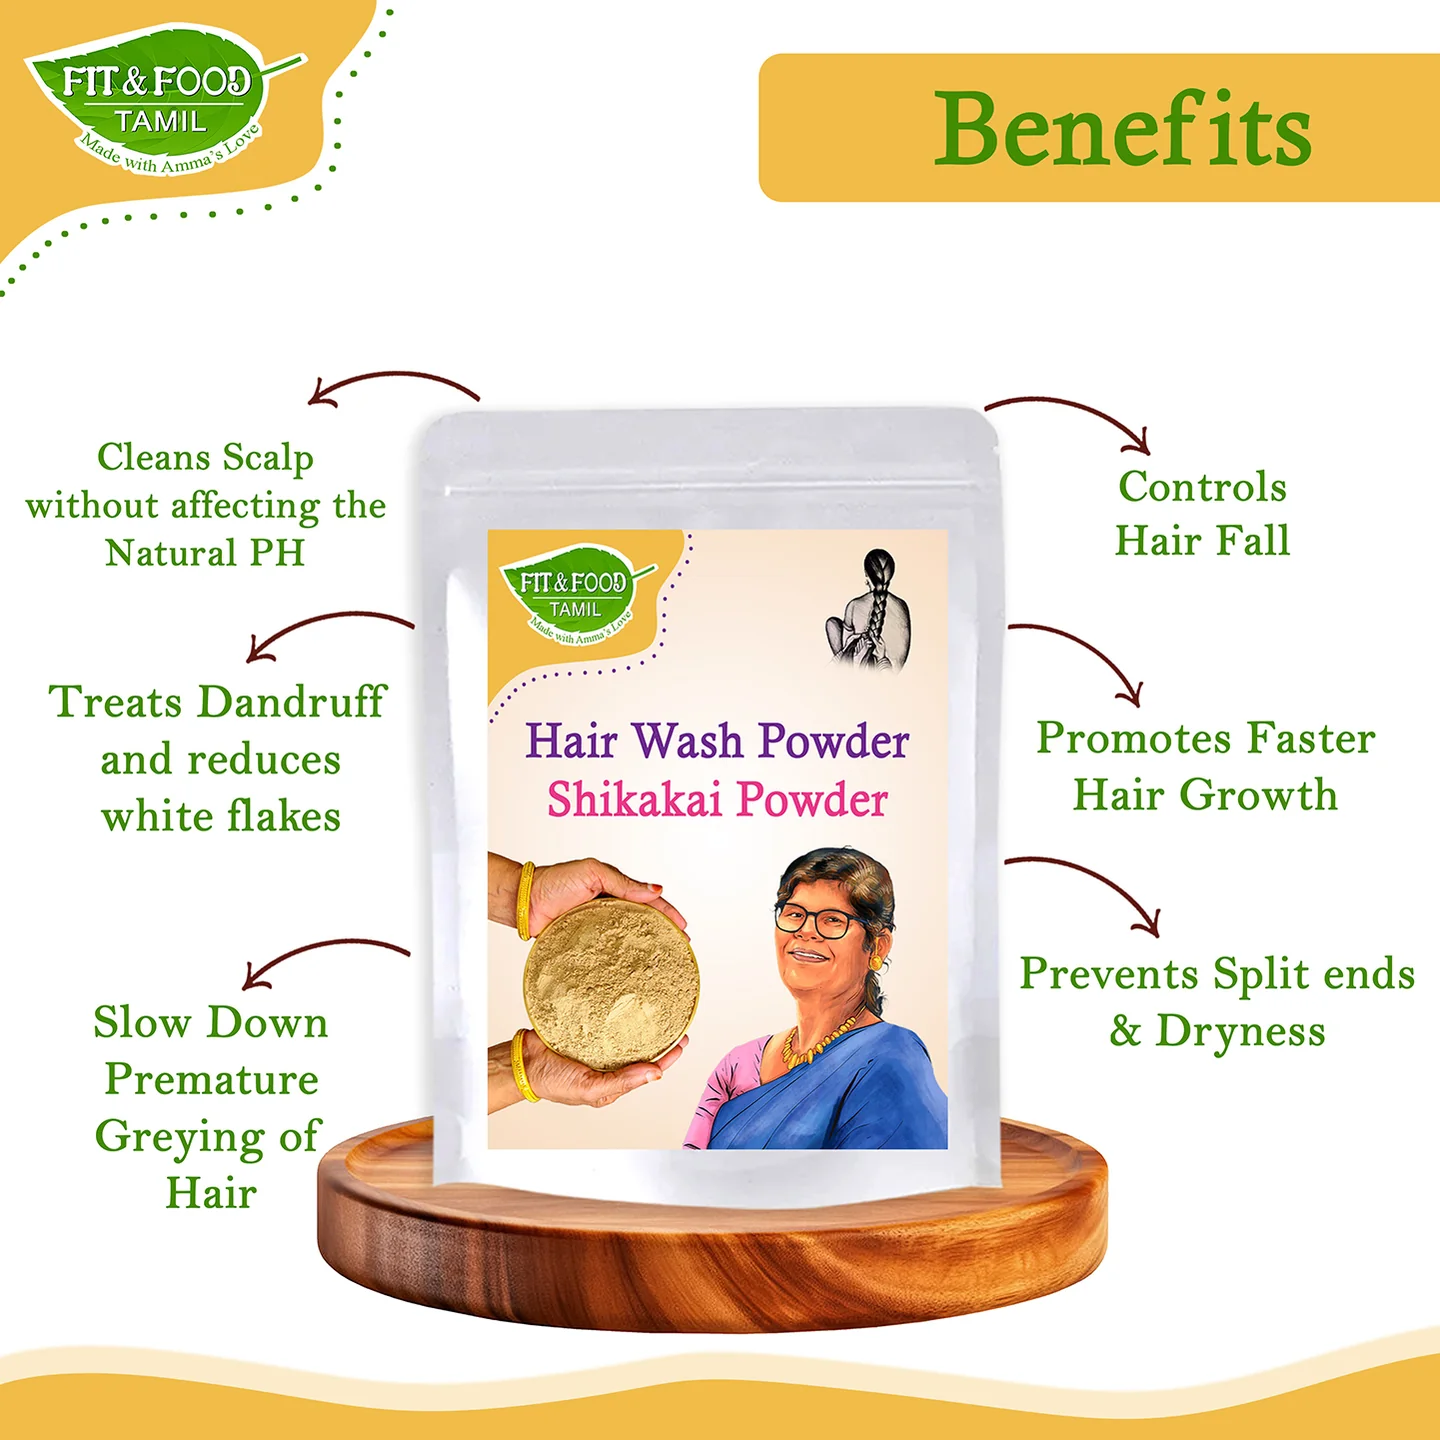 FIT & FOOD
TAMIL
Made with Amma's Love
Benefits
Cleans Scalp
without affecting the
Natural PH
Treats Dandruff
and reduces
white flakes
Slow Down
Premature
Greying of
Hair
FIT & FOOD
TAMIL
Made with Amma's Love
Hair Wash Powder
Shikakai Powder
Controls
Hair Fall
Promotes Faster
Hair Growth
Prevents Split ends
& Dryness